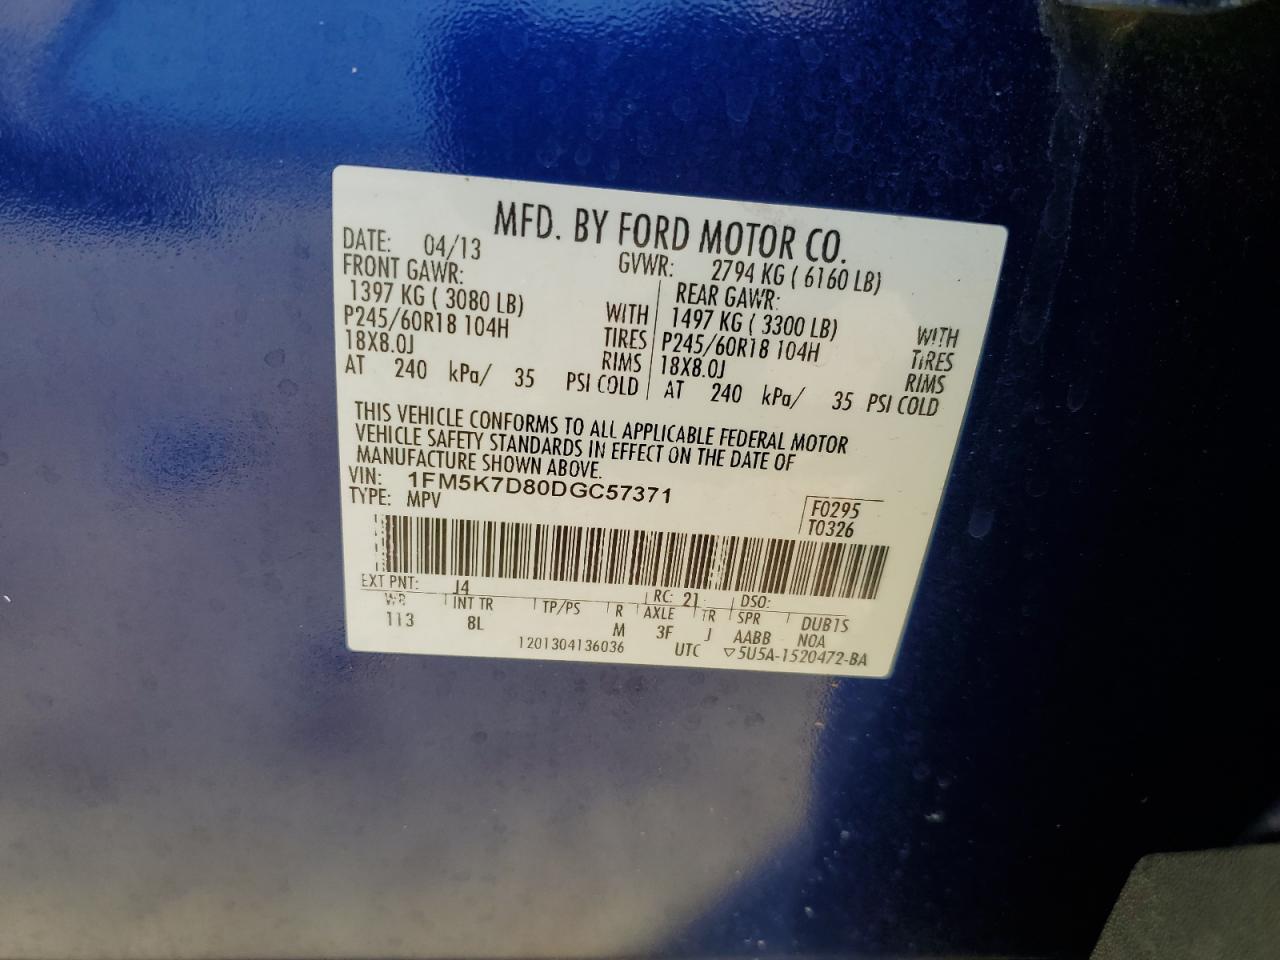 MFD. BY FORD MOTOR CO.
DATE: 04/13 GVWR: 2794 KG ( 6160 LB)
FRONT GAWR: REAR GAWR:
1397 KG ( 3080 LB) WITH 1497 KG ( 3300 LB) WITH
P245/60R18 104H TIRES P245/60R18 104H TIRES
18X8.0J RIMS 18X8.0J RIMS
AT 240 kPa/ 35 PSI COLD AT 240 kPa/ 35 PSI COLD
THIS VEHICLE CONFORMS TO ALL APPLICABLE FEDERAL MOTOR
VEHICLE SAFETY STANDARDS IN EFFECT ON THE DATE OF
MANUFACTURE SHOWN ABOVE.
VIN: 1FM5K7D80DGC57371
TYPE: MPV F0295
T0326
EXT PNT: J4 RC: 21 DSO:
WB INT TR TP/PS R AXLE TR SPR DUBTS
113 8L M 3F J AABB NOA
1201304136036 UTC ▽5U5A-1520472-BA